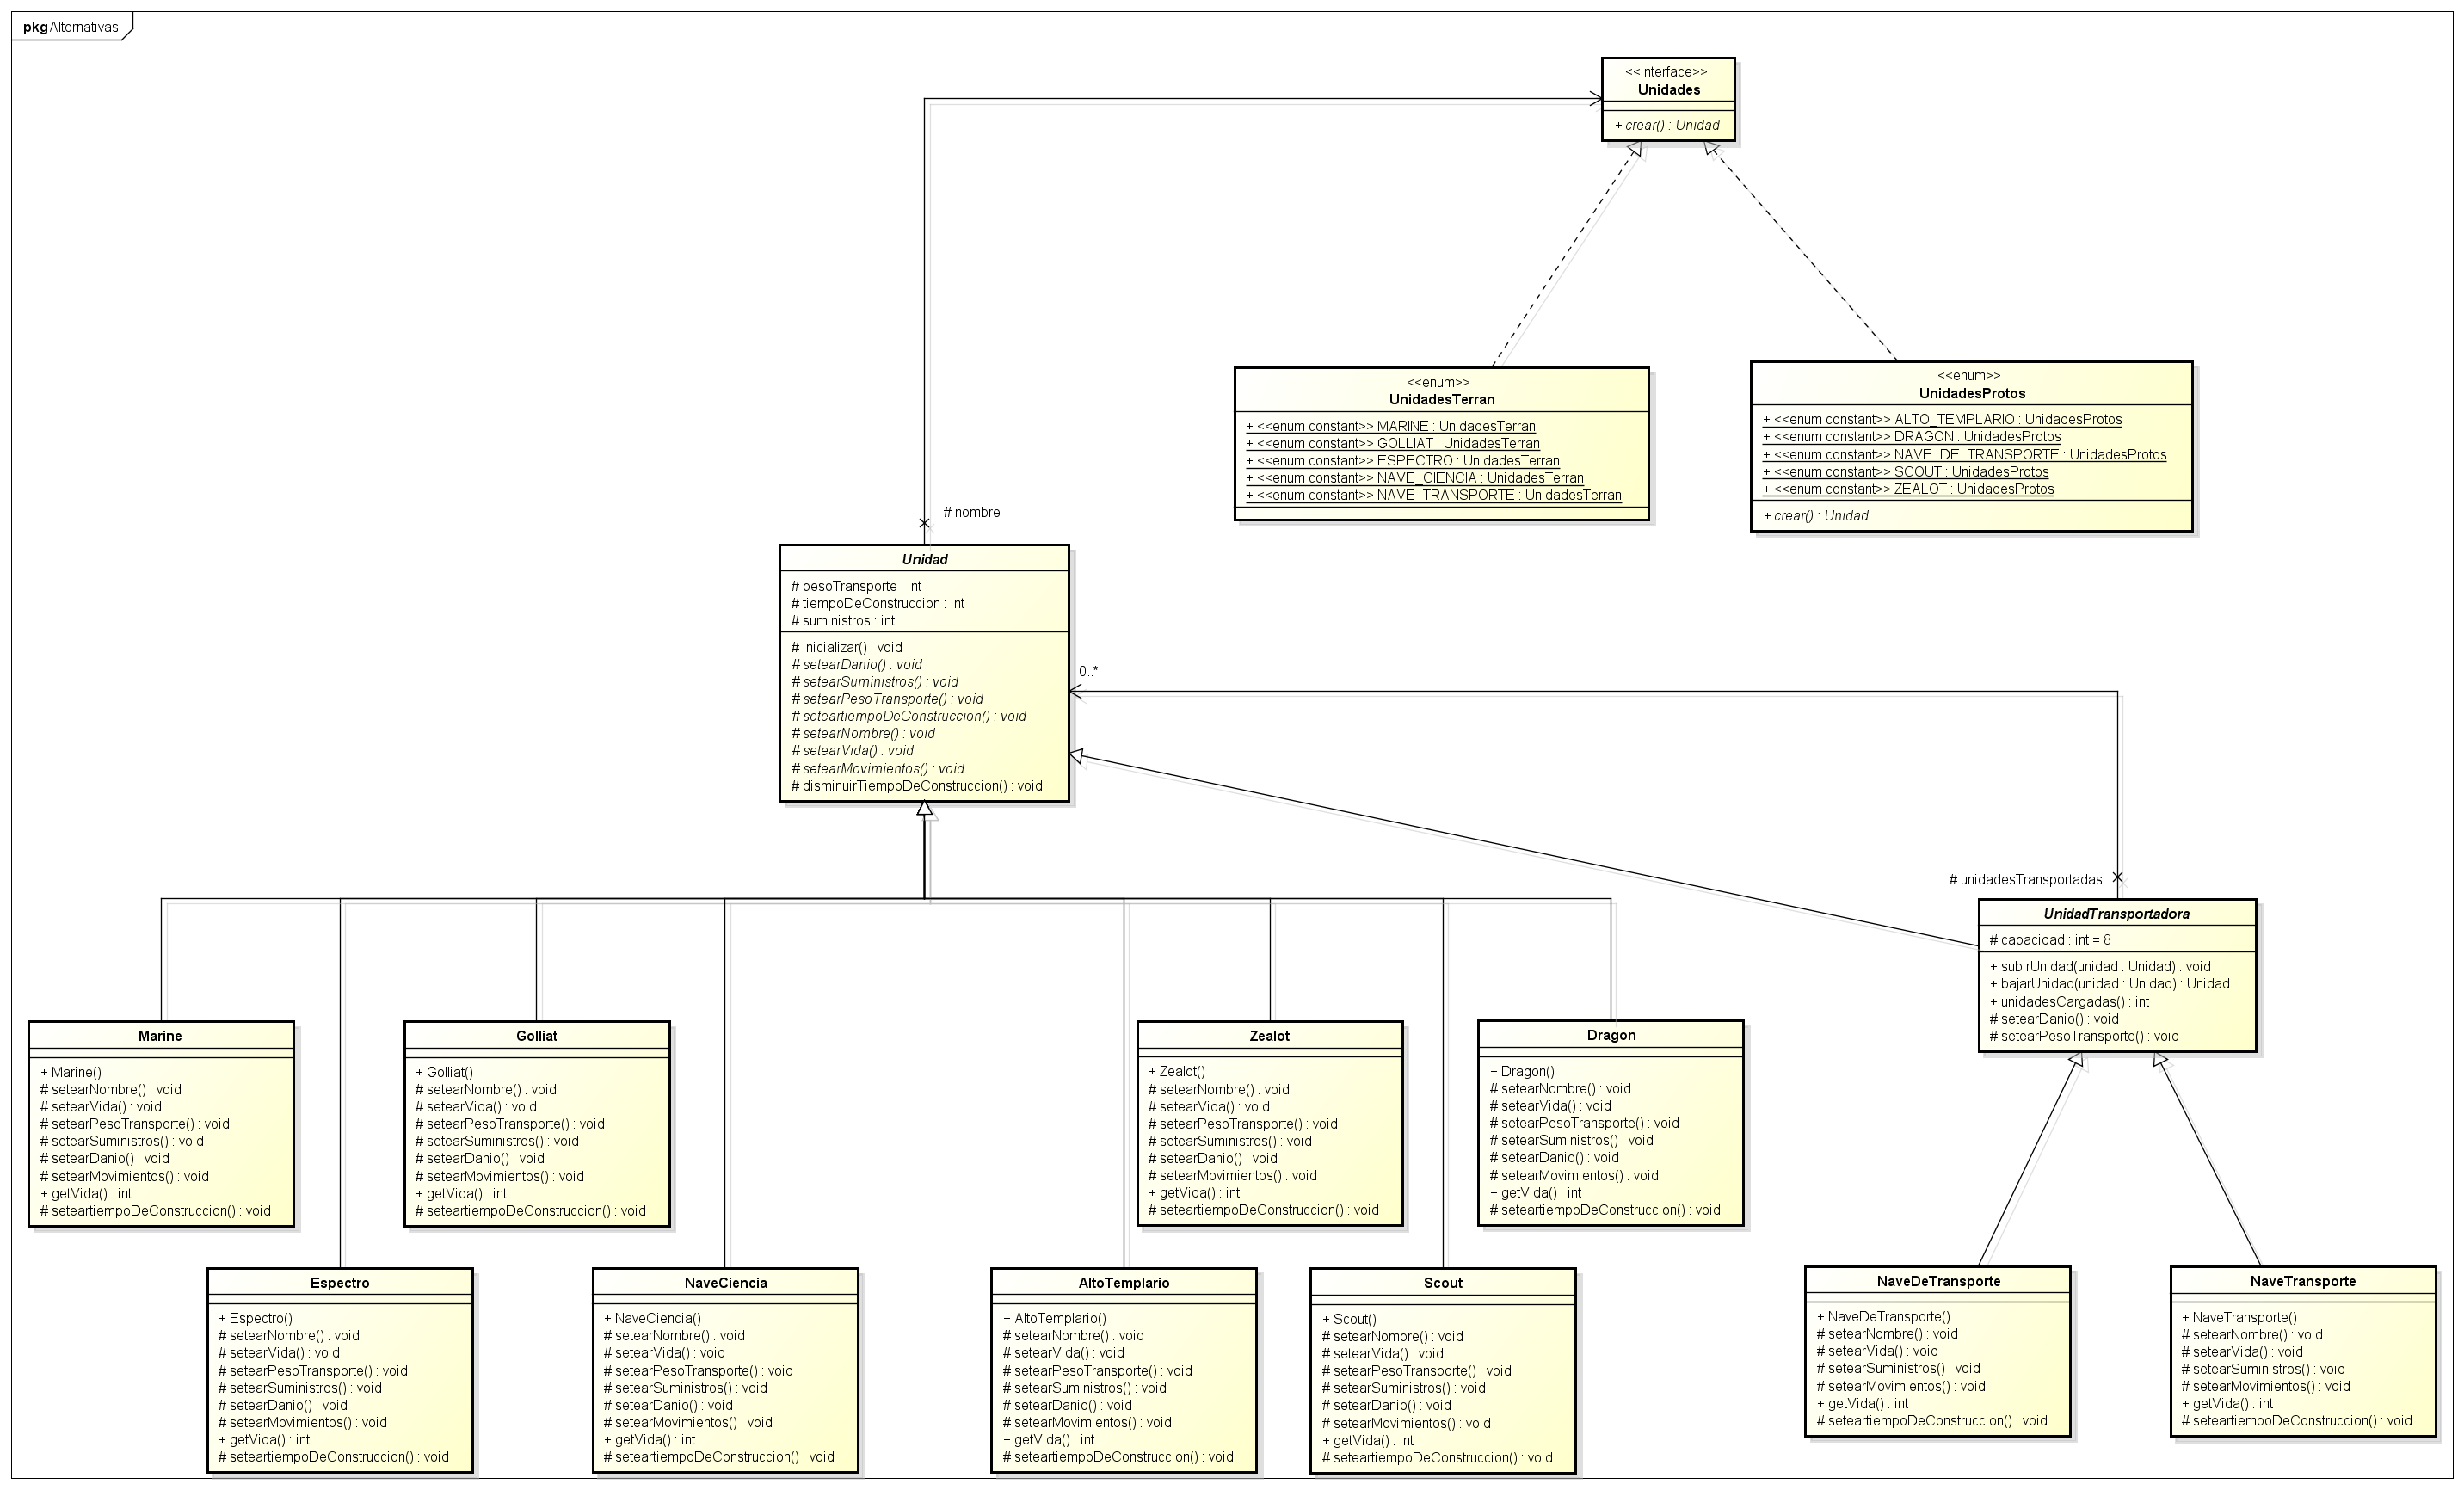 pkg Alternativas
<<interface>>
Unidades
+ crear() : Unidad
<<enum>>
UnidadesTerran
+ <<enum constant>> MARINE : UnidadesTerran
+ <<enum constant>> GOLLIAT : UnidadesTerran
+ <<enum constant>> ESPECTRO : UnidadesTerran
+ <<enum constant>> NAVE_CIENCIA : UnidadesTerran
+ <<enum constant>> NAVE_TRANSPORTE : UnidadesTerran
<<enum>>
UnidadesProtos
+ <<enum constant>> ALTO_TEMPLARIO : UnidadesProtos
+ <<enum constant>> DRAGON : UnidadesProtos
+ <<enum constant>> NAVE_DE_TRANSPORTE : UnidadesProtos
+ <<enum constant>> SCOUT : UnidadesProtos
+ <<enum constant>> ZEALOT : UnidadesProtos
+ crear() : Unidad
# nombre
Unidad
# pesoTransporte : int
# tiempoDeConstruccion : int
# suministros : int
# inicializar() : void
# setearDanio() : void
# setearSuministros() : void
# setearPesoTransporte() : void
# seteartiempoDeConstruccion() : void
# setearNombre() : void
# setearVida() : void
# setearMovimientos() : void
# disminuirTiempoDeConstruccion() : void
0..*
# unidadesTransportadas
UnidadTransportadora
# capacidad : int = 8
+ subirUnidad(unidad : Unidad) : void
+ bajarUnidad(unidad : Unidad) : Unidad
+ unidadesCargadas() : int
# setearDanio() : void
# setearPesoTransporte() : void
Marine
+ Marine()
# setearNombre() : void
# setearVida() : void
# setearPesoTransporte() : void
# setearSuministros() : void
# setearDanio() : void
# setearMovimientos() : void
+ getVida() : int
# seteartiempoDeConstruccion() : void
Golliat
+ Golliat()
# setearNombre() : void
# setearVida() : void
# setearPesoTransporte() : void
# setearSuministros() : void
# setearDanio() : void
# setearMovimientos() : void
+ getVida() : int
# seteartiempoDeConstruccion() : void
Zealot
+ Zealot()
# setearNombre() : void
# setearVida() : void
# setearPesoTransporte() : void
# setearSuministros() : void
# setearDanio() : void
# setearMovimientos() : void
+ getVida() : int
# seteartiempoDeConstruccion() : void
Dragon
+ Dragon()
# setearNombre() : void
# setearVida() : void
# setearPesoTransporte() : void
# setearSuministros() : void
# setearDanio() : void
# setearMovimientos() : void
+ getVida() : int
# seteartiempoDeConstruccion() : void
Espectro
+ Espectro()
# setearNombre() : void
# setearVida() : void
# setearPesoTransporte() : void
# setearSuministros() : void
# setearDanio() : void
# setearMovimientos() : void
+ getVida() : int
# seteartiempoDeConstruccion() : void
NaveCiencia
+ NaveCiencia()
# setearNombre() : void
# setearVida() : void
# setearPesoTransporte() : void
# setearSuministros() : void
# setearDanio() : void
# setearMovimientos() : void
+ getVida() : int
# seteartiempoDeConstruccion() : void
AltoTemplario
+ AltoTemplario()
# setearNombre() : void
# setearVida() : void
# setearPesoTransporte() : void
# setearSuministros() : void
# setearDanio() : void
# setearMovimientos() : void
+ getVida() : int
# seteartiempoDeConstruccion() : void
Scout
+ Scout()
# setearNombre() : void
# setearVida() : void
# setearPesoTransporte() : void
# setearSuministros() : void
# setearDanio() : void
# setearMovimientos() : void
+ getVida() : int
# seteartiempoDeConstruccion() : void
NaveDeTransporte
+ NaveDeTransporte()
# setearNombre() : void
# setearVida() : void
# setearSuministros() : void
# setearMovimientos() : void
+ getVida() : int
# seteartiempoDeConstruccion() : void
NaveTransporte
+ NaveTransporte()
# setearNombre() : void
# setearVida() : void
# setearSuministros() : void
# setearMovimientos() : void
+ getVida() : int
# seteartiempoDeConstruccion() : void